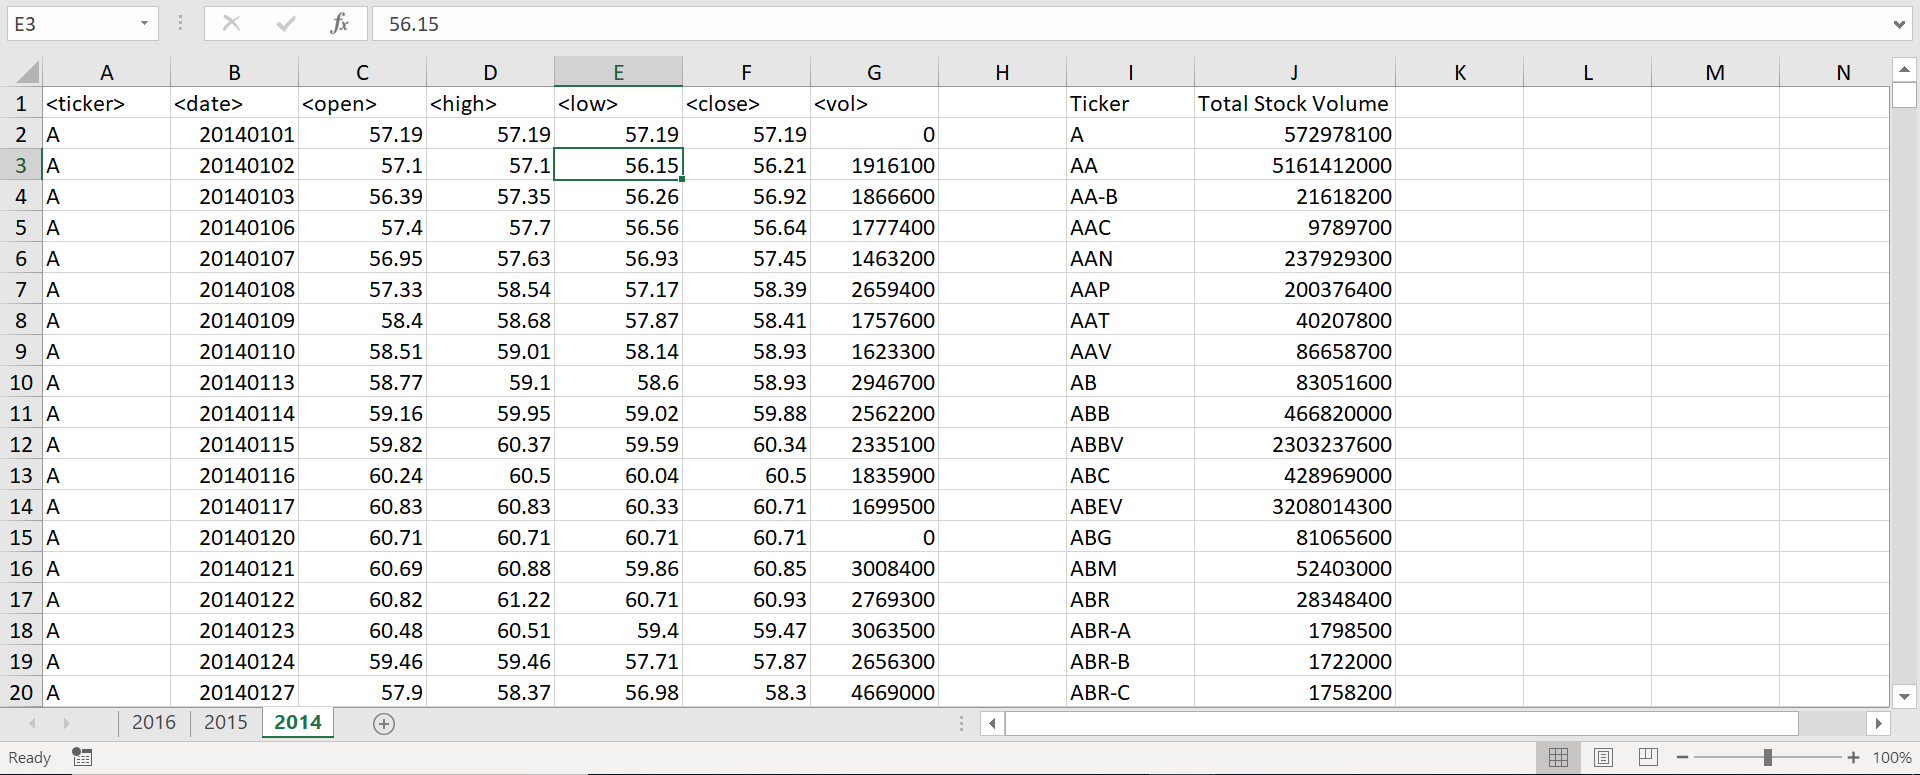 E3 fx 56.15
A B C D E F G H I J K L M N
1 <ticker> <date> <open> <high> <low> <close> <vol> Ticker Total Stock Volume
2 A 20140101 57.19 57.19 57.19 57.19 0 A 572978100
3 A 20140102 57.1 57.1 56.15 56.21 1916100 AA 5161412000
4 A 20140103 56.39 57.35 56.26 56.92 1866600 AA-B 21618200
5 A 20140106 57.4 57.7 56.56 56.64 1777400 AAC 9789700
6 A 20140107 56.95 57.63 56.93 57.45 1463200 AAN 237929300
7 A 20140108 57.33 58.54 57.17 58.39 2659400 AAP 200376400
8 A 20140109 58.4 58.68 57.87 58.41 1757600 AAT 40207800
9 A 20140110 58.51 59.01 58.14 58.93 1623300 AAV 86658700
10 A 20140113 58.77 59.1 58.6 58.93 2946700 AB 83051600
11 A 20140114 59.16 59.95 59.02 59.88 2562200 ABB 466820000
12 A 20140115 59.82 60.37 59.59 60.34 2335100 ABBV 2303237600
13 A 20140116 60.24 60.5 60.04 60.5 1835900 ABC 428969000
14 A 20140117 60.83 60.83 60.33 60.71 1699500 ABEV 3208014300
15 A 20140120 60.71 60.71 60.71 60.71 0 ABG 81065600
16 A 20140121 60.69 60.88 59.86 60.85 3008400 ABM 52403000
17 A 20140122 60.82 61.22 60.71 60.93 2769300 ABR 28348400
18 A 20140123 60.48 60.51 59.4 59.47 3063500 ABR-A 1798500
19 A 20140124 59.46 59.46 57.71 57.87 2656300 ABR-B 1722000
20 A 20140127 57.9 58.37 56.98 58.3 4669000 ABR-C 1758200
2016 2015 2014
Ready 100%